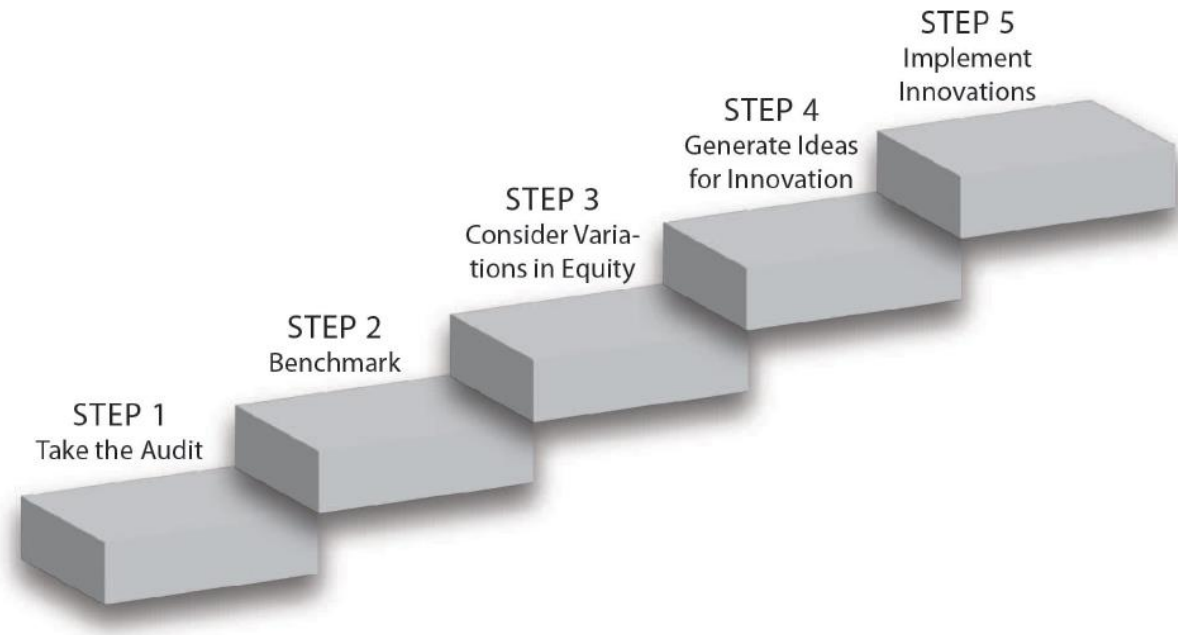 STEP 1
Take the Audit
STEP 2
Benchmark
STEP 3
Consider Varia-
tions in Equity
STEP 4
Generate Ideas
for Innovation
STEP 5
Implement
Innovations